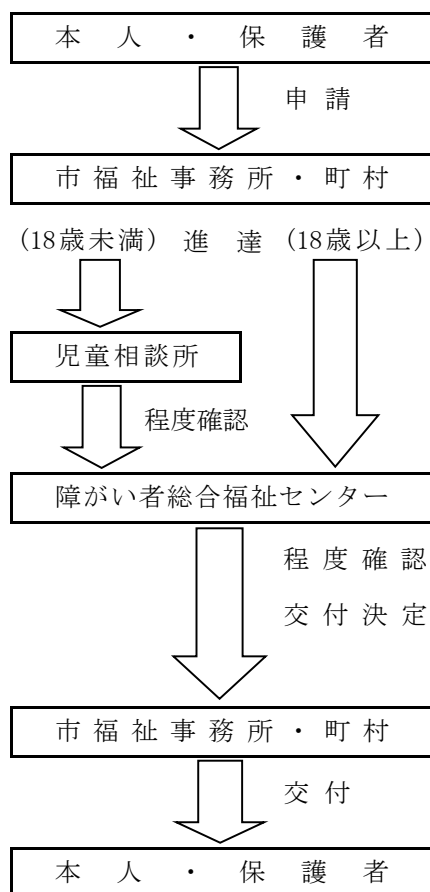 本人・保護者
申請
市福祉事務所・町村
(18歳未満) 進達 (18歳以上)
児童相談所
程度確認
障がい者総合福祉センター
程度確認
交付決定
市福祉事務所・町村
交付
本人・保護者